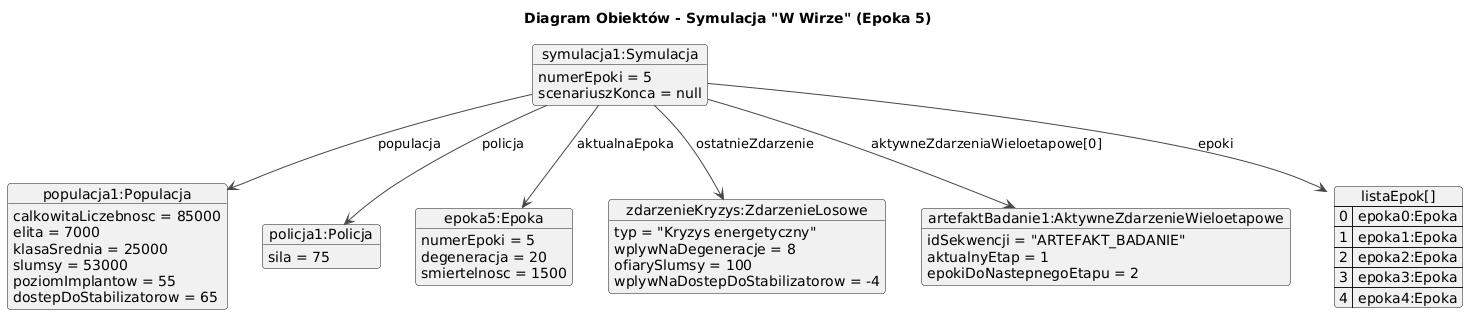 Diagram Obiektów - Symulacja "W Wirze" (Epoka 5)
symulacja1:Symulacja
numerEpoki = 5
scenariuszKonca = null
populacja
policja
aktualnaEpoka
ostatnieZdarzenie
aktywneZdarzeniaWieloetapowe[0]
epoki
populacja1:Populacja
calkowitaLiczebnosc = 85000
elita = 7000
klasaSrednia = 25000
slumsy = 53000
poziomImplantow = 55
dostepDoStabilizatorow = 65
policja1:Policja
sila = 75
epoka5:Epoka
numerEpoki = 5
degeneracja = 20
smiertelnosc = 1500
zdarzenieKryzys:ZdarzenieLosowe
typ = "Kryzys energetyczny"
wplywNaDegeneracje = 8
ofiarySlumsy = 100
wplywNaDostepDoStabilizatorow = -4
artefaktBadanie1:AktywneZdarzenieWieloetapowe
idSekwencji = "ARTEFAKT_BADANIE"
aktualnyEtap = 1
epokiDoNastepnegoEtapu = 2
listaEpok[]
0 epoka0:Epoka
1 epoka1:Epoka
2 epoka2:Epoka
3 epoka3:Epoka
4 epoka4:Epoka